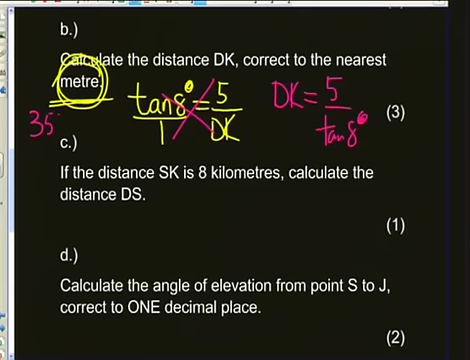 b.)
Calculate the distance DK, correct to the nearest
metre.
tan8° = 5
1 DK
DK = 5
tan8°
(3)
35
c.)
If the distance SK is 8 kilometres, calculate the
distance DS.
(1)
d.)
Calculate the angle of elevation from point S to J,
correct to ONE decimal place.
(2)